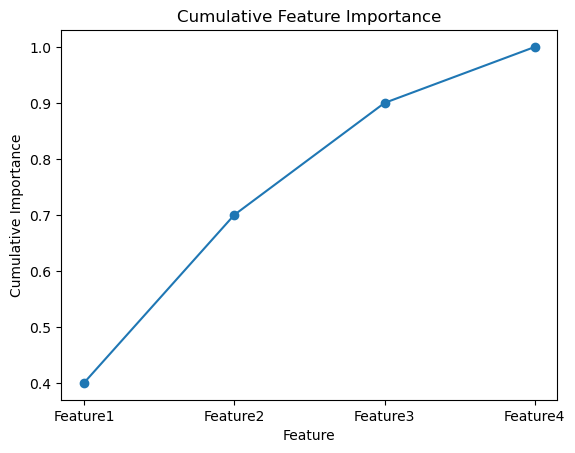 Cumulative Feature Importance
Cumulative Importance
1.0
0.9
0.8
0.7
0.6
0.5
0.4
Feature1 Feature2 Feature3 Feature4
Feature